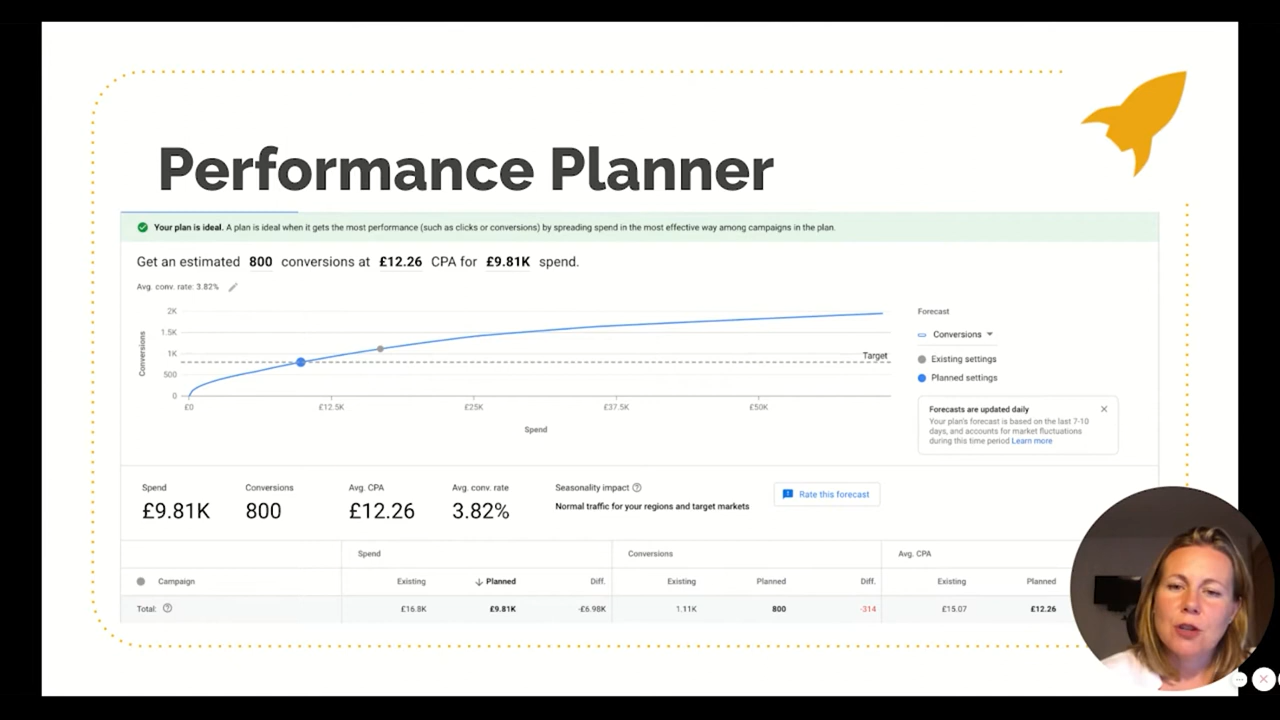 Performance Planner
Your plan is ideal. A plan is ideal when it gets the most performance (such as clicks or conversions) by spreading spend in the most effective way among campaigns in the plan.
Get an estimated 800 conversions at £12.26 CPA for £9.81K spend.
Avg. conv. rate: 3.82%
Conversions
2K
1.5K
1K
500
0
Target
£0
£12.5K
£25K
£37.5K
£50K
Spend
Forecast
Conversions
Existing settings
Planned settings
Forecasts are updated daily
Your plan's forecast is based on the last 7-10
days, and accounts for market fluctuations
during this time period Learn more
Spend Conversions Avg. CPA Avg. conv. rate Seasonality impact
£9.81K 800 £12.26 3.82% Normal traffic for your regions and target markets
Rate this forecast
Spend Conversions Avg. CPA
Campaign Existing Planned Diff. Existing Planned Diff. Existing Planned
Total: £16.8K £9.81K -£6.98K 1.11K 800 -314 £15.07 £12.26